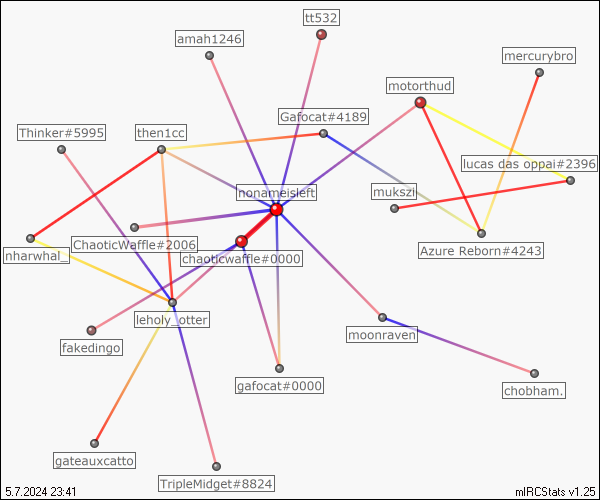 tt532
amah1246
mercurybro
motorthud
Gafocat#4189
Thinker#5995
then1cc
lucas das oppai#2396
mukszi
nonameisleft
ChaoticWaffle#2006
nharwhal_
chaoticwaffle#0000
Azure Reborn#4243
leholy_otter
moonraven
fakedingo
gafocat#0000
chobham.
gateauxcatto
TripleMidget#8824
5.7.2024 23:41
mIRCStats v1.25